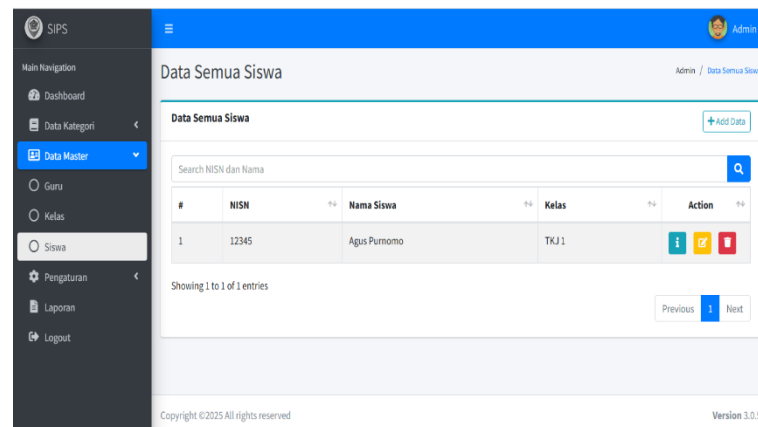 SIPS
Admin
Main Navigation
Dashboard
Data Kategori
Data Master
Guru
Kelas
Siswa
Pengaturan
Laporan
Logout
Data Semua Siswa
Admin / Data Semua Sisw
Data Semua Siswa
+ Add Data
Search NISN dan Nama
# NISN Nama Siswa Kelas Action
1 12345 Agus Purnomo TKJ 1
Showing 1 to 1 of 1 entries
Previous 1 Next
Copyright ©2025 All rights reserved
Version 3.0.5